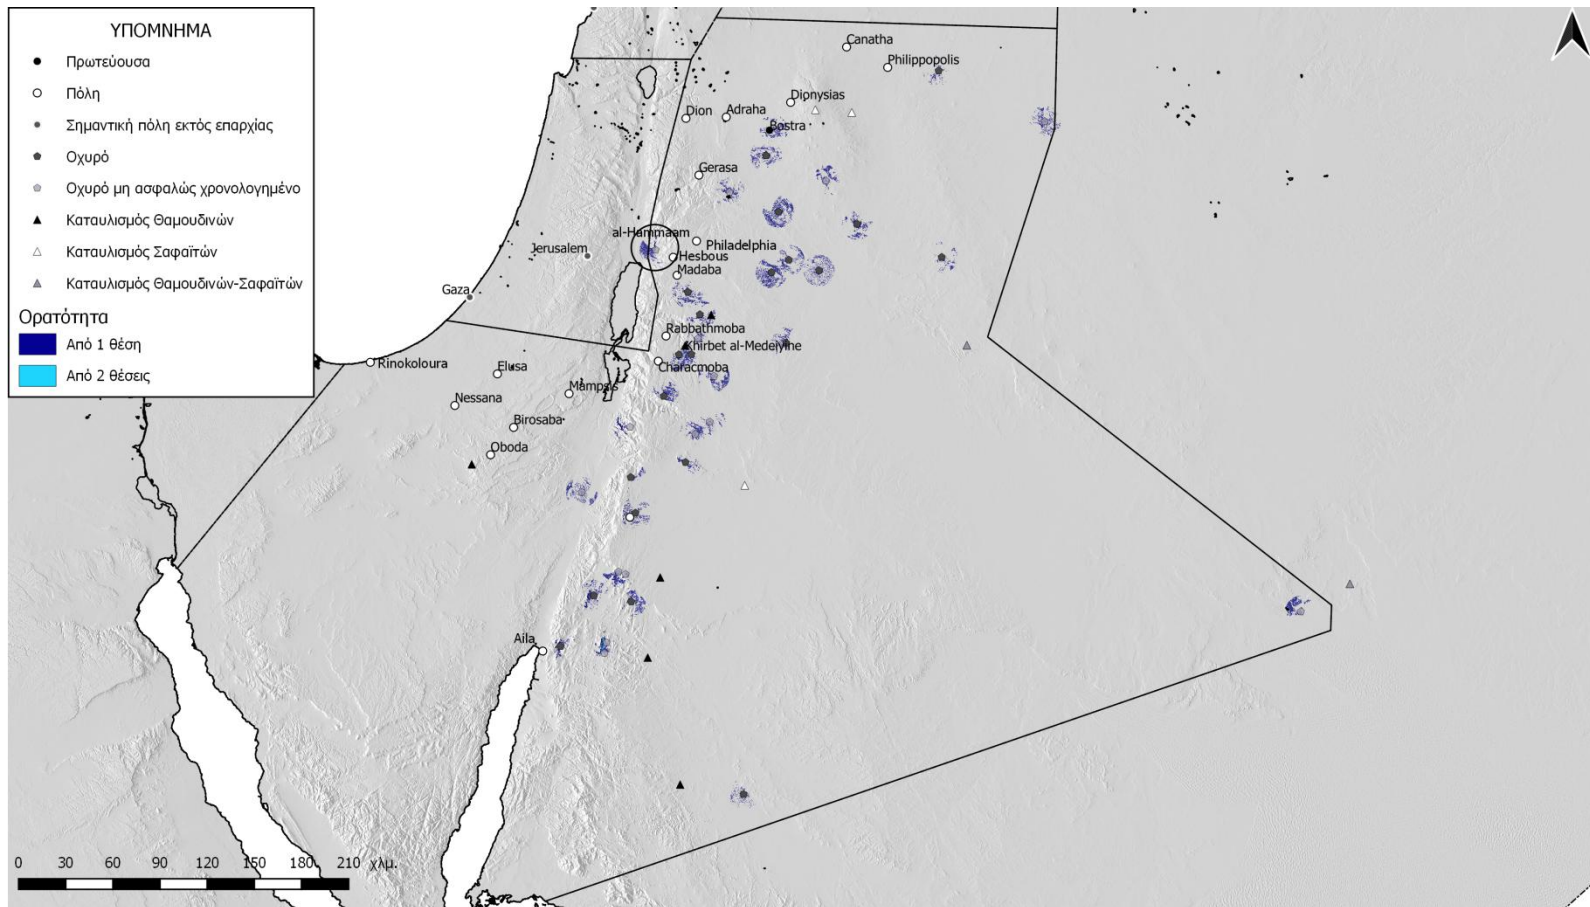 ΥΠΟΜΝΗΜΑ
Πρωτεύουσα
Πόλη
Σημαντική πόλη εκτός επαρχίας
Οχυρό
Οχυρό μη ασφαλώς χρονολογημένο
Καταυλισμός Θαμουδινών
Καταυλισμός Σαφαϊτών
Καταυλισμός Θαμουδινών-Σαφαϊτών
Ορατότητα
Από 1 θέση
Από 2 θέσεις
Canatha
Philippopolis
Dionysias
Dion
Adraha
Bostra
Gerasa
al-Hammaam
Philadelphia
Jerusalem
Hesbous
Madaba
Gaza
Rabbathmoba
Khirbet al-Medeiyine
Characmoba
Rinokoloura
Elusa
Mampsis
Nessana
Birosaba
Oboda
Aila
0 30 60 90 120 150 180 210 χλμ.